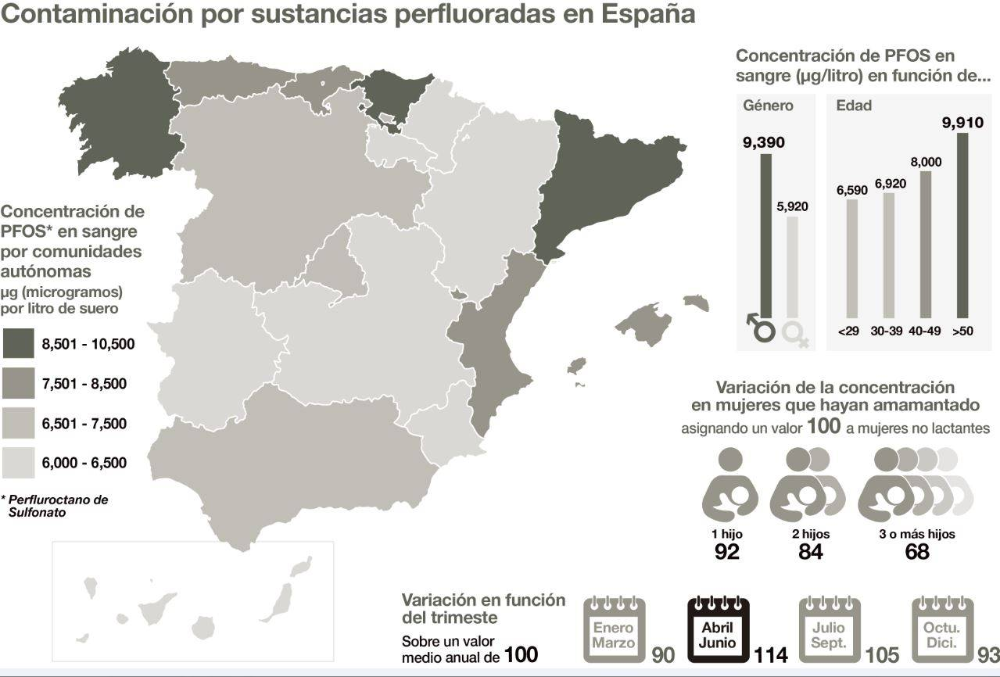 Contaminación por sustancias perfluoradas en España
Concentración de
PFOS* en sangre
por comunidades
autónomas
µg (microgramos)
por litro de suero
8,501 - 10,500
7,501 - 8,500
6,501 - 7,500
6,000 - 6,500
* Perfluroctano de
Sulfonato
Concentración de PFOS en
sangre (µg/litro) en función de...
Género
9,390
5,920
Edad
6,590
6,920
8,000
9,910
<29
30-39
40-49
>50
Variación de la concentración
en mujeres que hayan amamantado
asignando un valor 100 a mujeres no lactantes
1 hijo
92
2 hijos
84
3 o más hijos
68
Variación en función
del trimeste
Sobre un valor
medio anual de 100
Enero
Marzo
90
Abril
Junio
114
Julio
Sept.
105
Octu.
Dici.
93